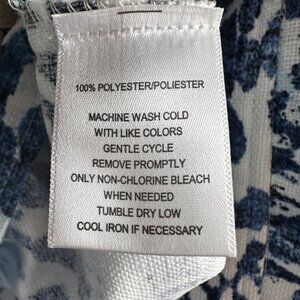 100% POLYESTER/POLIESTER
MACHINE WASH COLD
WITH LIKE COLORS
GENTLE CYCLE
REMOVE PROMPTLY
ONLY NON-CHLORINE BLEACH
WHEN NEEDED
TUMBLE DRY LOW
COOL IRON IF NECESSARY